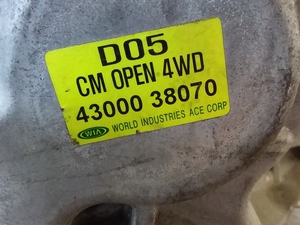 D05
CM OPEN 4WD
43000 38070
WIA WORLD INDUSTRIES ACE CORP